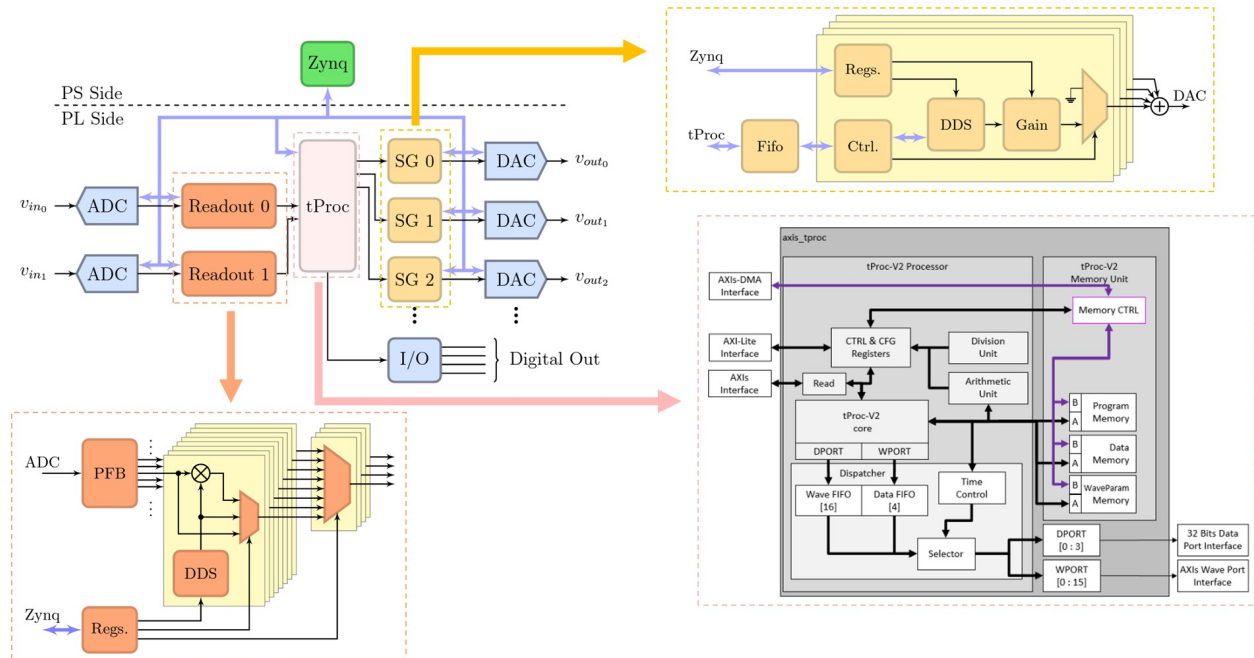 Zynq
PS Side
PL Side
v_in0
ADC
Readout 0
tProc
SG 0
DAC
v_out0
SG 1
DAC
v_out1
v_in1
ADC
Readout 1
SG 2
DAC
v_out2
I/O
Digital Out
Zynq
Regs.
DAC
tProc
Fifo
Ctrl.
DDS
Gain
ADC
PFB
DDS
Zynq
Regs.
axis_tproc
tProc-V2 Processor
tProc-V2
Memory Unit
AXIs-DMA
Interface
Memory CTRL
AXI-Lite
Interface
CTRL & CFG
Registers
Division
Unit
AXIs
Interface
Read
Arithmetic
Unit
tProc-V2
core
DPORT
WPORT
B
A
Program
Memory
B
A
Data
Memory
B
A
WaveParam
Memory
Dispatcher
Wave FIFO
[16]
Data FIFO
[4]
Time
Control
Selector
DPORT
[0 : 3]
32 Bits Data
Port Interface
WPORT
[0 : 15]
AXIs Wave Port
Interface